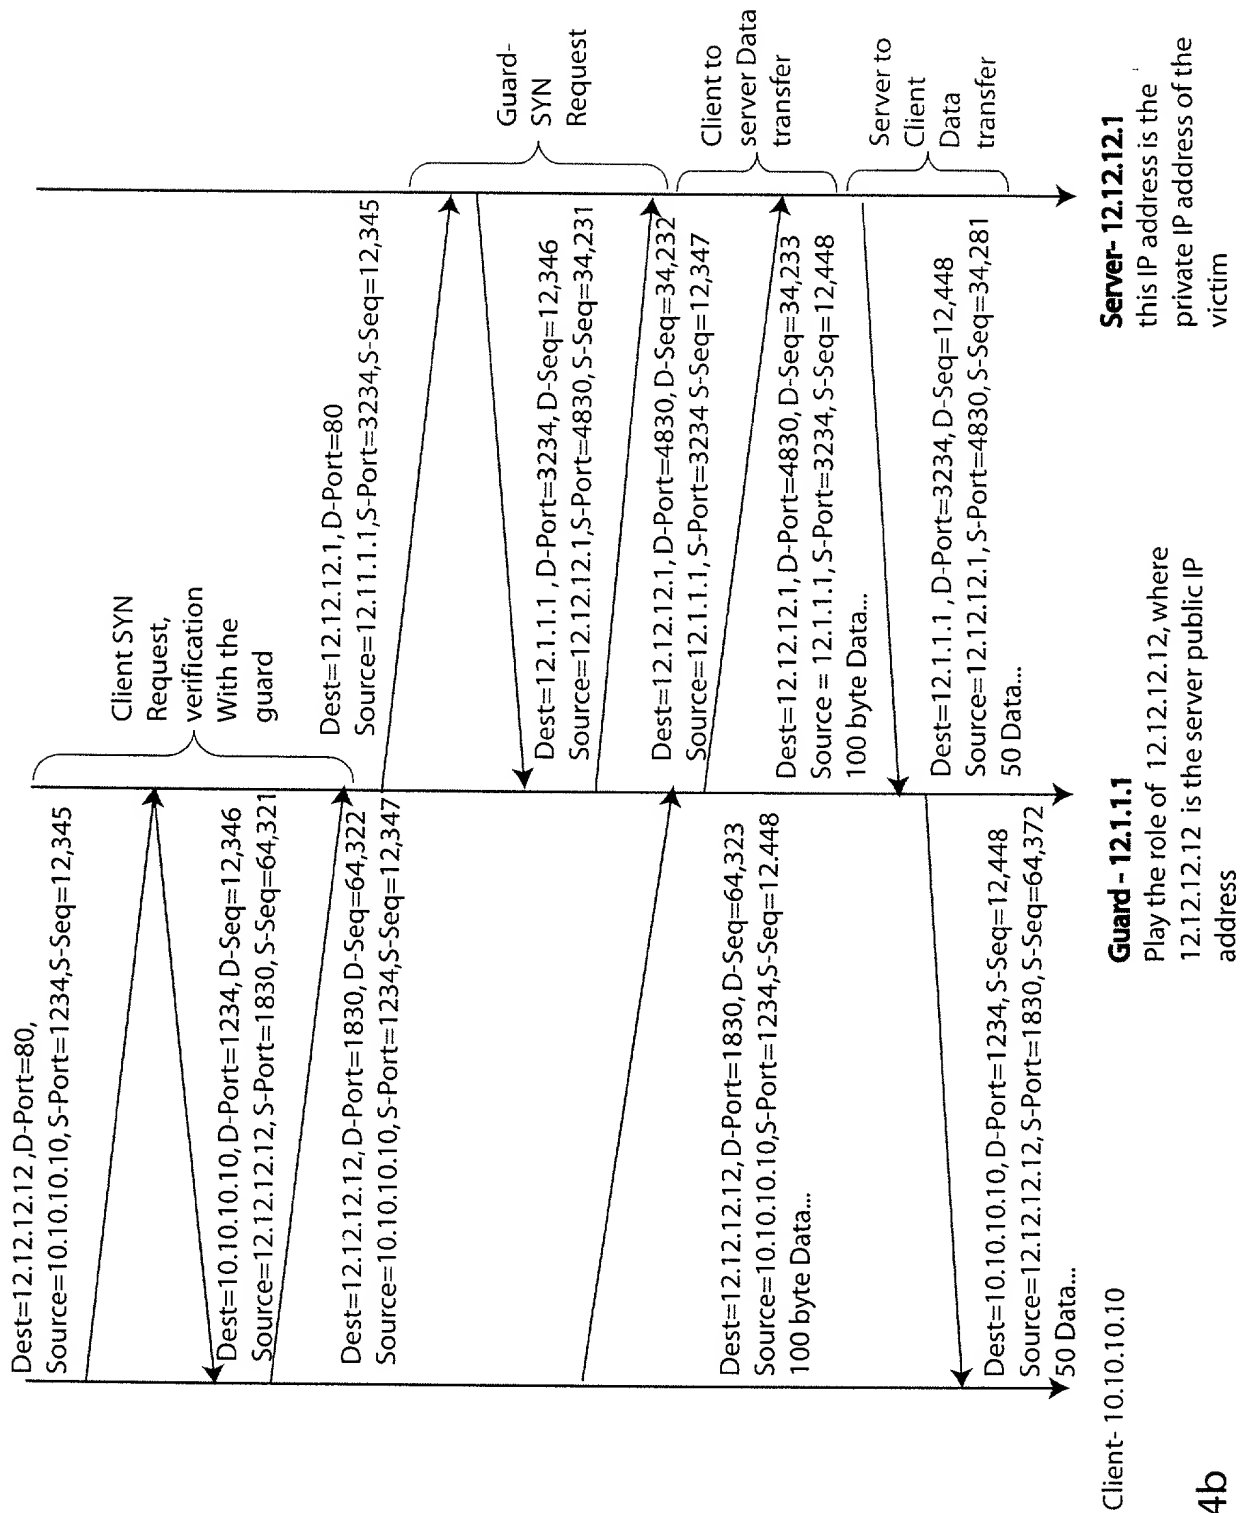 Dest=12.12.12.12 ,D-Port=80,
Source=10.10.10.10, S-Port=1234,S-Seq=12,345
Client SYN
Request,
verification
With the
guard
Dest=10.10.10.10, D-Port=1234, D-Seq=12,346
Source=12.12.12.12, S-Port=1830, S-Seq=64,321
Dest=12.12.12.12, D-Port=1830, D-Seq=64,322
Source=10.10.10.10, S-Port=1234,S-Seq=12,347
Dest=12.12.12.1, D-Port=80
Source=12.11.1.1,S-Port=3234,S-Seq=12,345
Guard-
SYN
Request
Dest=12.1.1.1 , D-Port=3234, D-Seq=12,346
Source=12.12.12.1,S-Port=4830, S-Seq=34,231
Dest=12.12.12.1, D-Port=4830, D-Seq=34,232
Source=12.1.1.1, S-Port=3234 S-Seq=12,347
Client to
server Data
transfer
Dest=12.12.12.12, D-Port=1830, D-Seq=64,323
Source=10.10.10.10,S-Port=1234,S-Seq=12.448
100 byte Data...
Dest=12.12.12.1, D-Port=4830, D-Seq=34,233
Source = 12.1.1.1, S-Port=3234, S-Seq=12,448
100 byte Data...
Server to
Client
Data
transfer
Dest=12.1.1.1 , D-Port=3234, D-Seq=12,448
Source=12.12.12.1, S-Port=4830, S-Seq=34,281
50 Data...
Dest=10.10.10.10, D-Port=1234, S-Seq=12,448
Source=12.12.12.12, S-Port=1830, S-Seq=64,372
50 Data...
Client- 10.10.10.10
Guard - 12.1.1.1
Play the role of 12.12.12.12, where
12.12.12.12 is the server public IP
address
Server- 12.12.12.1
this IP address is the
private IP address of the
victim
4b